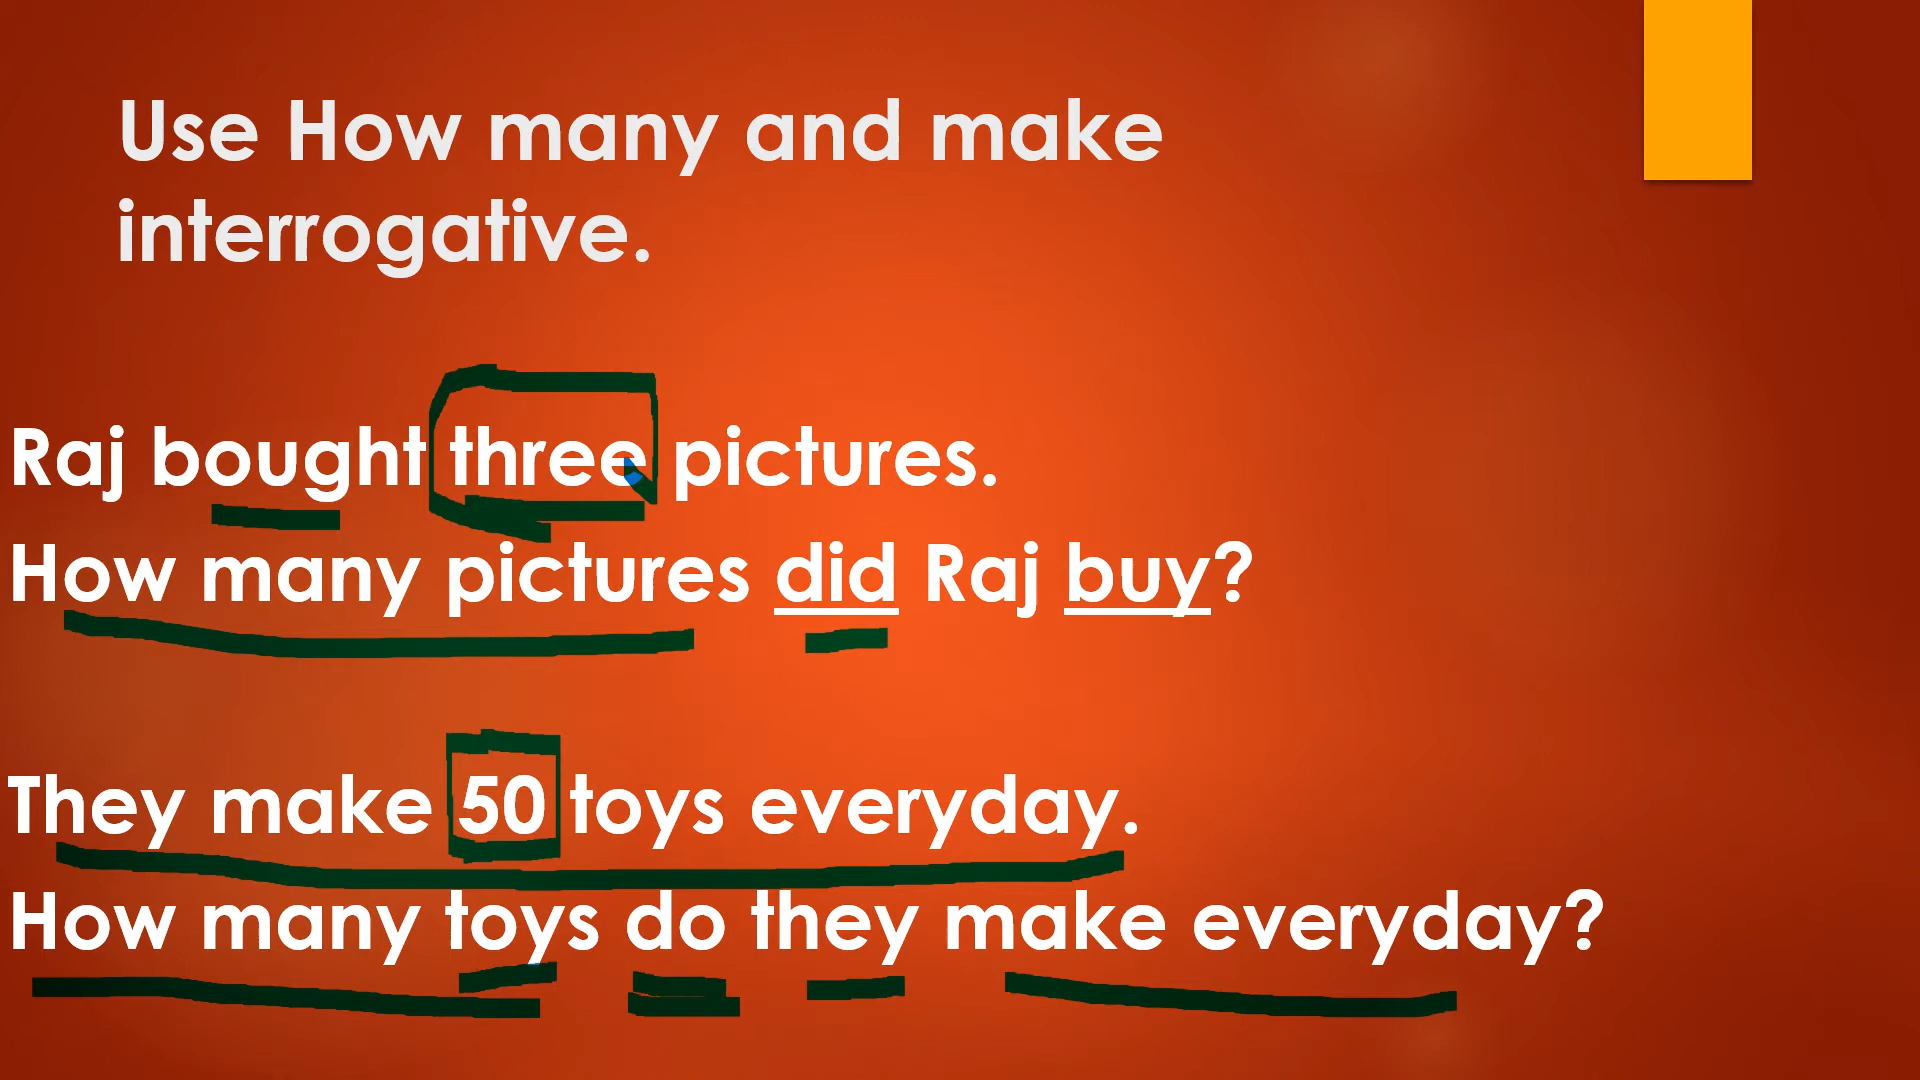 Use How many and make
interrogative.
Raj bought three pictures.
How many pictures did Raj buy?
They make 50 toys everyday.
How many toys do they make everyday?